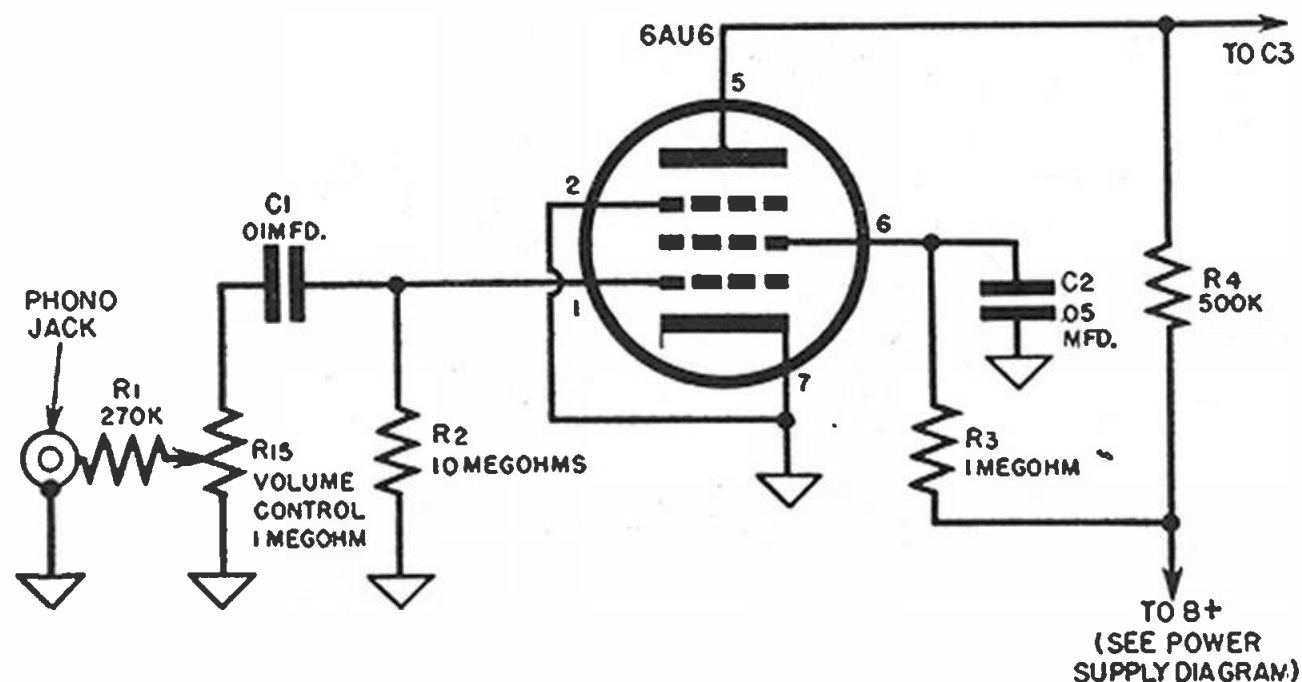 6AU6
TO C3
5
2
C1
.01MFD.
6
PHONO
JACK
1
C2
.05
MFD.
R4
500K
7
R1
270K
R15
VOLUME
CONTROL
1 MEGOHM
R2
10 MEGOHMS
R3
1 MEGOHM
TO B+
(SEE POWER
SUPPLY DIAGRAM)